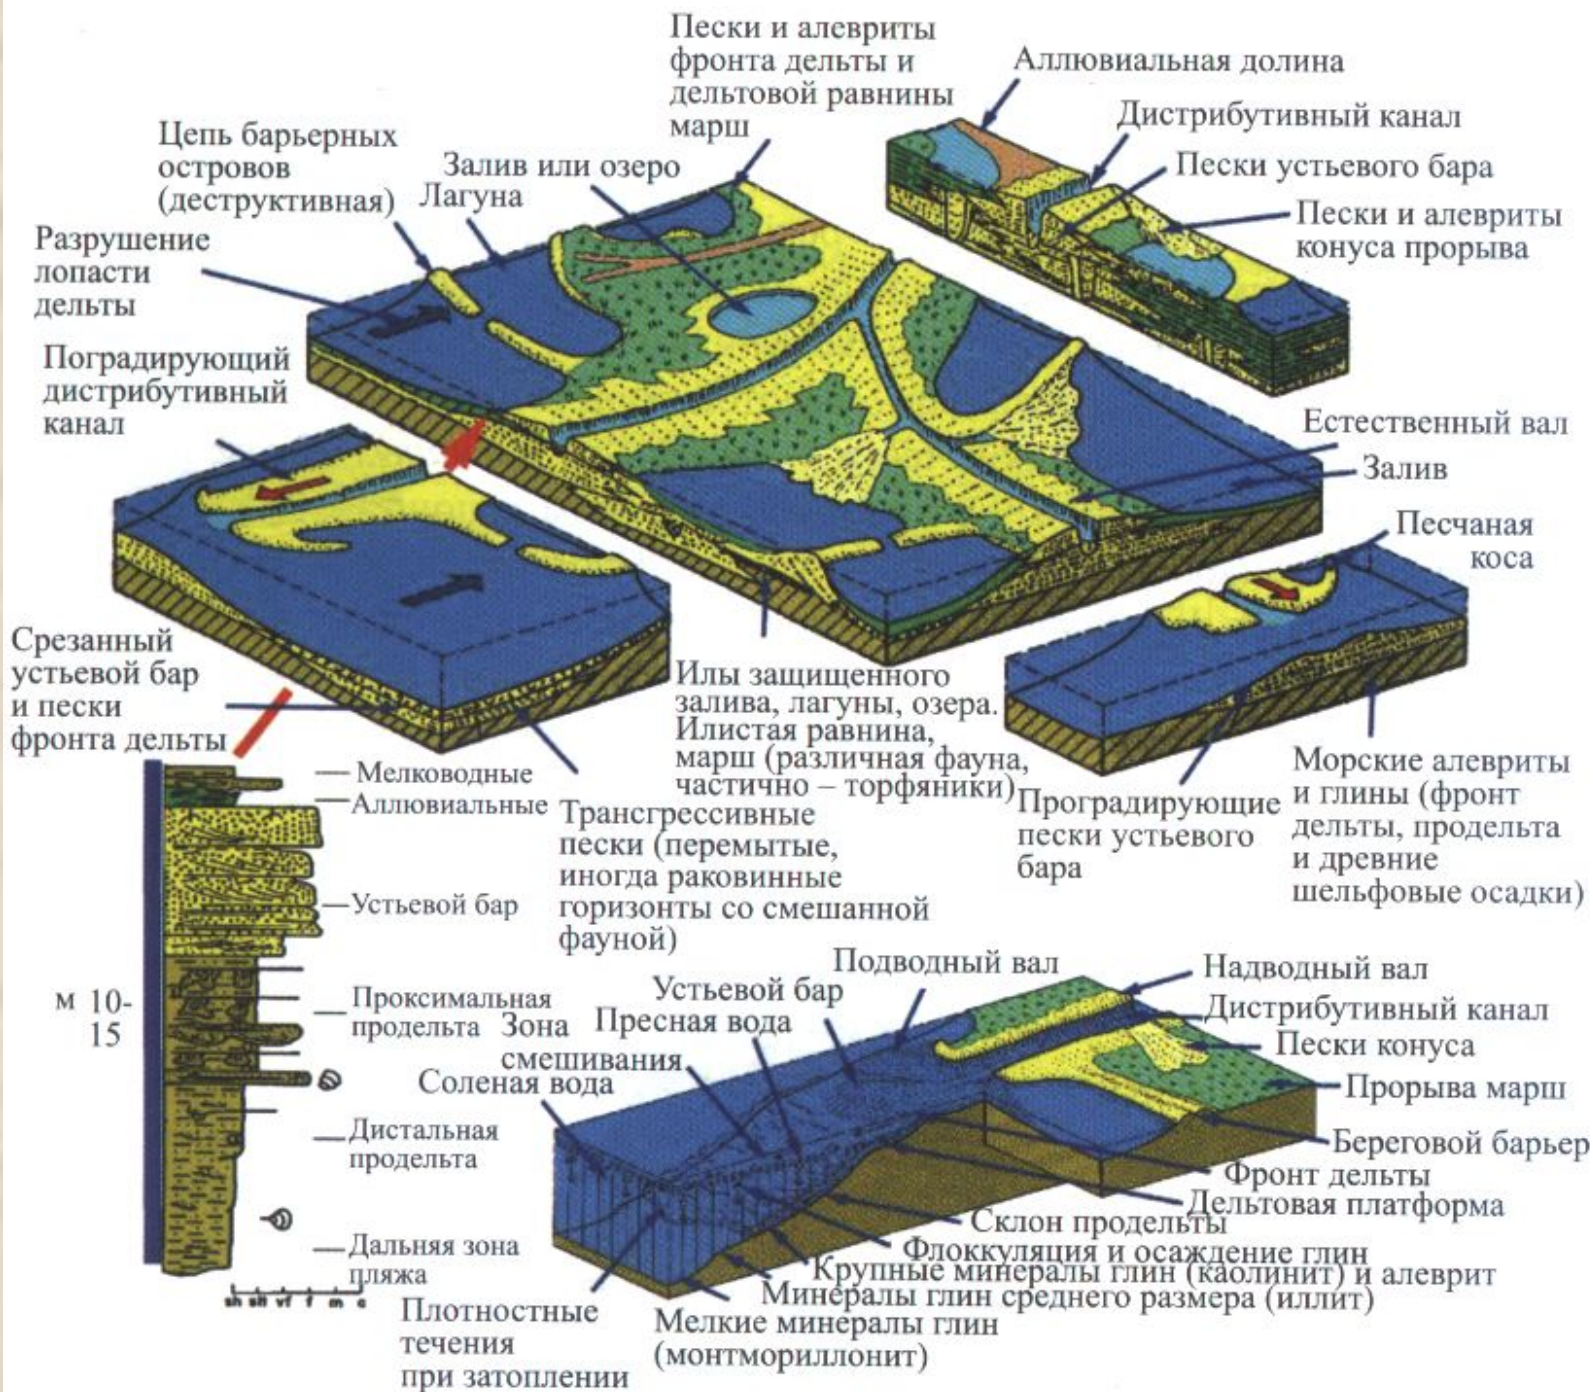 Пески и алевриты
фронта дельты и
дельтовой равнины
марш
Аллювиальная долина
Дистрибутивный канал
Пески устьевого бара
Пески и алевриты
конуса прорыва
Цепь барьерных
островов
(деструктивная)
Залив или озеро
Лагуна
Разрушение
лопасти
дельты
Поградирующий
дистрибутивный
канал
Естественный вал
Залив
Песчаная
коса
Срезанный
устьевой бар
и пески
фронта дельты
Илы защищенного
залива, лагуны, озера.
Илистая равнина,
марш (различная фауна,
частично – торфяники)
Трансгрессивные
пески (перемытые,
иногда раковинные
горизонты со смешанной
фауной)
Проградирующие
пески устьевого
бара
Морские алевриты
и глины (фронт
дельты, продельта
и древние
шельфовые осадки)
Мелководные
Аллювиальные
Устьевой бар
м 10-
15
Проксимальная
продельта
Дистальная
продельта
Дальняя зона
пляжа
sh slt vf f m c
Подводный вал
Устьевой бар
Пресная вода
Зона
смешивания
Соленая вода
Надводный вал
Дистрибутивный канал
Пески конуса
Прорыва марш
Береговой барьер
Фронт дельты
Дельтовая платформа
Склон продельты
Флоккуляция и осаждение глин
Крупные минералы глин (каолинит) и алеврит
Минералы глин среднего размера (иллит)
Мелкие минералы глин
(монтмориллонит)
Плотностные
течения
при затоплении